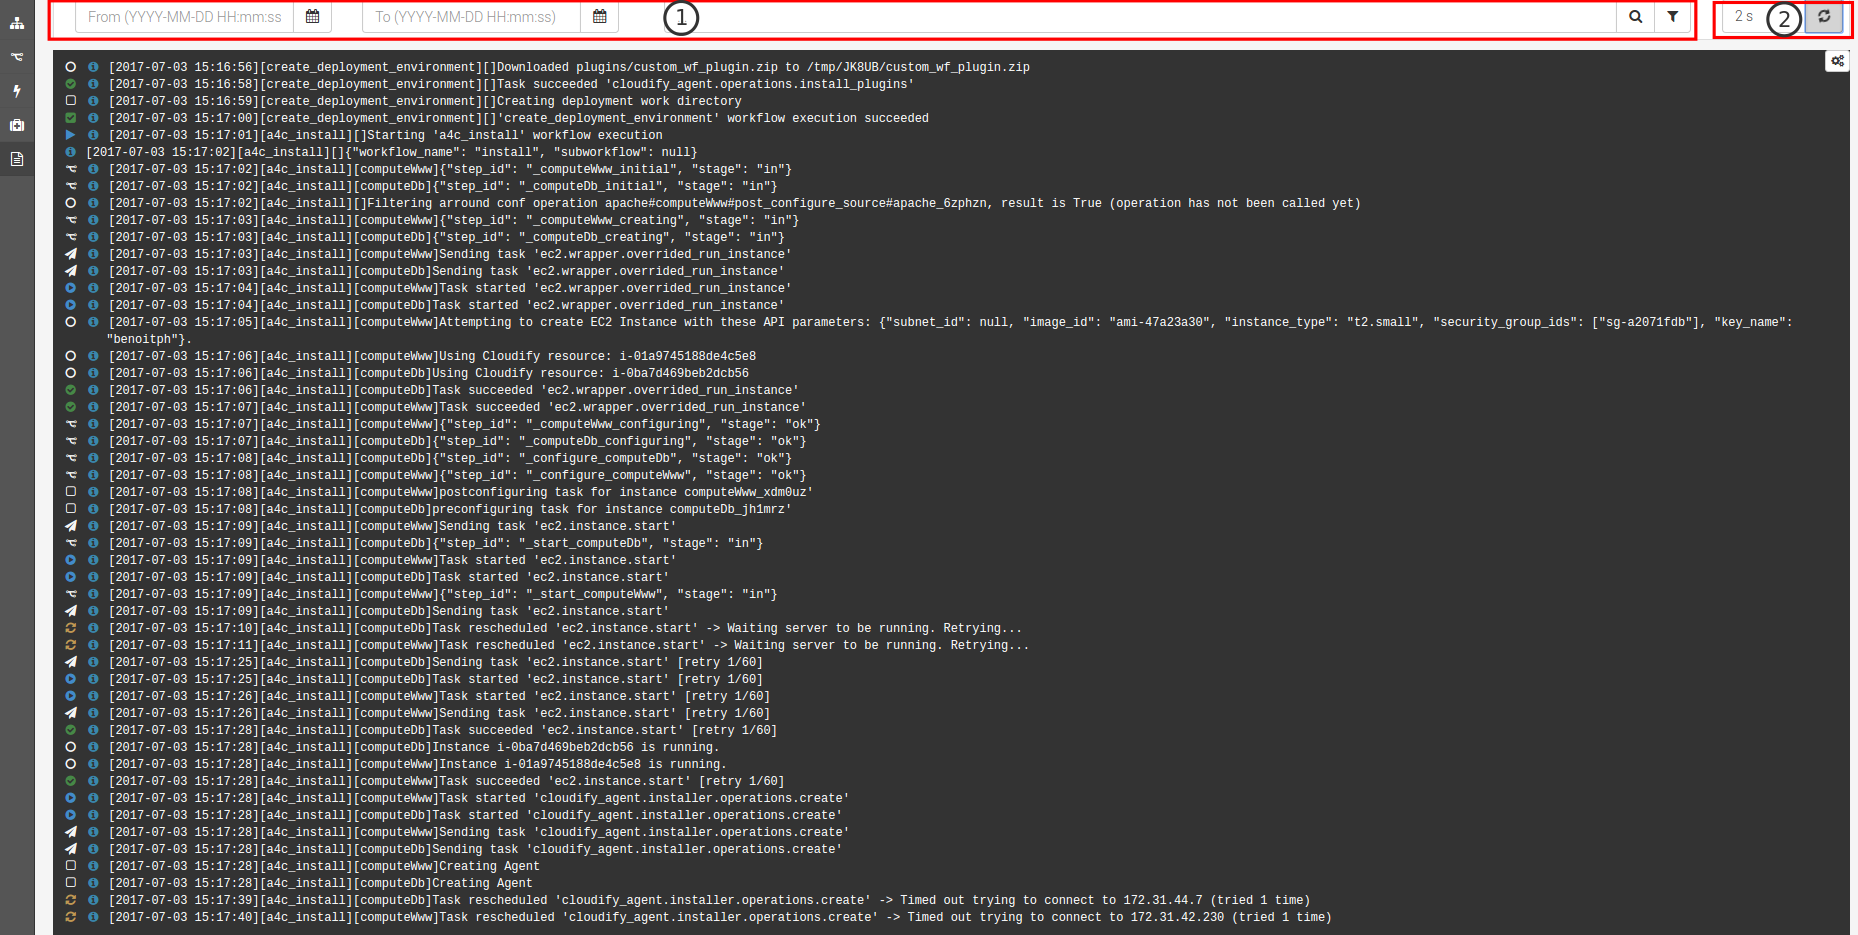 From (YYYY-MM-DD HH:mm:ss
To (YYYY-MM-DD HH:mm:ss)
1
2 s
2
[2017-07-03 15:16:56][create_deployment_environment][]Downloaded plugins/custom_wf_plugin.zip to /tmp/JK8UB/custom_wf_plugin.zip
[2017-07-03 15:16:58][create_deployment_environment][]Task succeeded 'cloudify_agent.operations.install_plugins'
[2017-07-03 15:16:59][create_deployment_environment][]Creating deployment work directory
[2017-07-03 15:17:00][create_deployment_environment][]'create_deployment_environment' workflow execution succeeded
[2017-07-03 15:17:01][a4c_install][]Starting 'a4c_install' workflow execution
[2017-07-03 15:17:02][a4c_install][]{"workflow_name": "install", "subworkflow": null}
[2017-07-03 15:17:02][a4c_install][computeWww]{"step_id": "_computeWww_initial", "stage": "in"}
[2017-07-03 15:17:02][a4c_install][computeDb]{"step_id": "_computeDb_initial", "stage": "in"}
[2017-07-03 15:17:02][a4c_install][]Filtering arround conf operation apache#computeWww#post_configure_source#apache_6zphzn, result is True (operation has not been called yet)
[2017-07-03 15:17:03][a4c_install][computeWww]{"step_id": "_computeWww_creating", "stage": "in"}
[2017-07-03 15:17:03][a4c_install][computeDb]{"step_id": "_computeDb_creating", "stage": "in"}
[2017-07-03 15:17:03][a4c_install][computeWww]Sending task 'ec2.wrapper.overrided_run_instance'
[2017-07-03 15:17:03][a4c_install][computeDb]Sending task 'ec2.wrapper.overrided_run_instance'
[2017-07-03 15:17:04][a4c_install][computeWww]Task started 'ec2.wrapper.overrided_run_instance'
[2017-07-03 15:17:04][a4c_install][computeDb]Task started 'ec2.wrapper.overrided_run_instance'
[2017-07-03 15:17:05][a4c_install][computeWww]Attempting to create EC2 Instance with these API parameters: {"subnet_id": null, "image_id": "ami-47a23a30", "instance_type": "t2.small", "security_group_ids": ["sg-a2071fdb"], "key_name":
"benoitph"}.
[2017-07-03 15:17:06][a4c_install][computeWww]Using Cloudify resource: i-01a9745188de4c5e8
[2017-07-03 15:17:06][a4c_install][computeDb]Using Cloudify resource: i-0ba7d469beb2dcb56
[2017-07-03 15:17:06][a4c_install][computeDb]Task succeeded 'ec2.wrapper.overrided_run_instance'
[2017-07-03 15:17:07][a4c_install][computeWww]Task succeeded 'ec2.wrapper.overrided_run_instance'
[2017-07-03 15:17:07][a4c_install][computeWww]{"step_id": "_computeWww_configuring", "stage": "ok"}
[2017-07-03 15:17:07][a4c_install][computeDb]{"step_id": "_computeDb_configuring", "stage": "ok"}
[2017-07-03 15:17:08][a4c_install][computeDb]{"step_id": "_configure_computeDb", "stage": "ok"}
[2017-07-03 15:17:08][a4c_install][computeWww]{"step_id": "_configure_computeWww", "stage": "ok"}
[2017-07-03 15:17:08][a4c_install][computeWww]postconfiguring task for instance computeWww_xdm0uz'
[2017-07-03 15:17:08][a4c_install][computeDb]preconfiguring task for instance computeDb_jh1mrz'
[2017-07-03 15:17:09][a4c_install][computeWww]Sending task 'ec2.instance.start'
[2017-07-03 15:17:09][a4c_install][computeDb]{"step_id": "_start_computeDb", "stage": "in"}
[2017-07-03 15:17:09][a4c_install][computeWww]Task started 'ec2.instance.start'
[2017-07-03 15:17:09][a4c_install][computeDb]Task started 'ec2.instance.start'
[2017-07-03 15:17:09][a4c_install][computeWww]{"step_id": "_start_computeWww", "stage": "in"}
[2017-07-03 15:17:09][a4c_install][computeDb]Sending task 'ec2.instance.start'
[2017-07-03 15:17:10][a4c_install][computeDb]Task rescheduled 'ec2.instance.start' -> Waiting server to be running. Retrying...
[2017-07-03 15:17:11][a4c_install][computeWww]Task rescheduled 'ec2.instance.start' -> Waiting server to be running. Retrying...
[2017-07-03 15:17:25][a4c_install][computeDb]Sending task 'ec2.instance.start' [retry 1/60]
[2017-07-03 15:17:25][a4c_install][computeDb]Task started 'ec2.instance.start' [retry 1/60]
[2017-07-03 15:17:26][a4c_install][computeWww]Task started 'ec2.instance.start' [retry 1/60]
[2017-07-03 15:17:26][a4c_install][computeWww]Sending task 'ec2.instance.start' [retry 1/60]
[2017-07-03 15:17:28][a4c_install][computeDb]Task succeeded 'ec2.instance.start' [retry 1/60]
[2017-07-03 15:17:28][a4c_install][computeDb]Instance i-0ba7d469beb2dcb56 is running.
[2017-07-03 15:17:28][a4c_install][computeWww]Instance i-01a9745188de4c5e8 is running.
[2017-07-03 15:17:28][a4c_install][computeWww]Task succeeded 'ec2.instance.start' [retry 1/60]
[2017-07-03 15:17:28][a4c_install][computeWww]Task started 'cloudify_agent.installer.operations.create'
[2017-07-03 15:17:28][a4c_install][computeDb]Task started 'cloudify_agent.installer.operations.create'
[2017-07-03 15:17:28][a4c_install][computeWww]Sending task 'cloudify_agent.installer.operations.create'
[2017-07-03 15:17:28][a4c_install][computeDb]Sending task 'cloudify_agent.installer.operations.create'
[2017-07-03 15:17:28][a4c_install][computeWww]Creating Agent
[2017-07-03 15:17:28][a4c_install][computeDb]Creating Agent
[2017-07-03 15:17:39][a4c_install][computeDb]Task rescheduled 'cloudify_agent.installer.operations.create' -> Timed out trying to connect to 172.31.44.7 (tried 1 time)
[2017-07-03 15:17:40][a4c_install][computeWww]Task rescheduled 'cloudify_agent.installer.operations.create' -> Timed out trying to connect to 172.31.42.230 (tried 1 time)